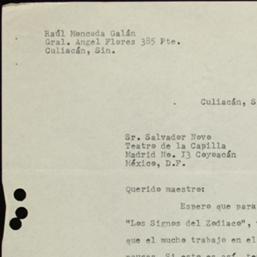 Raúl Moncada Galán
Gral. Angel Flores 385 Pte.
Culiacán, Sin.
Culiacán, S
Sr. Salvador Novo
Teatro de la Capilla
Madrid No. 13 Coyoacán
México, D.F.
Querido maestro:
Espero que para
"Los Signos del Zodiaco",
que el mucho trabajo en el